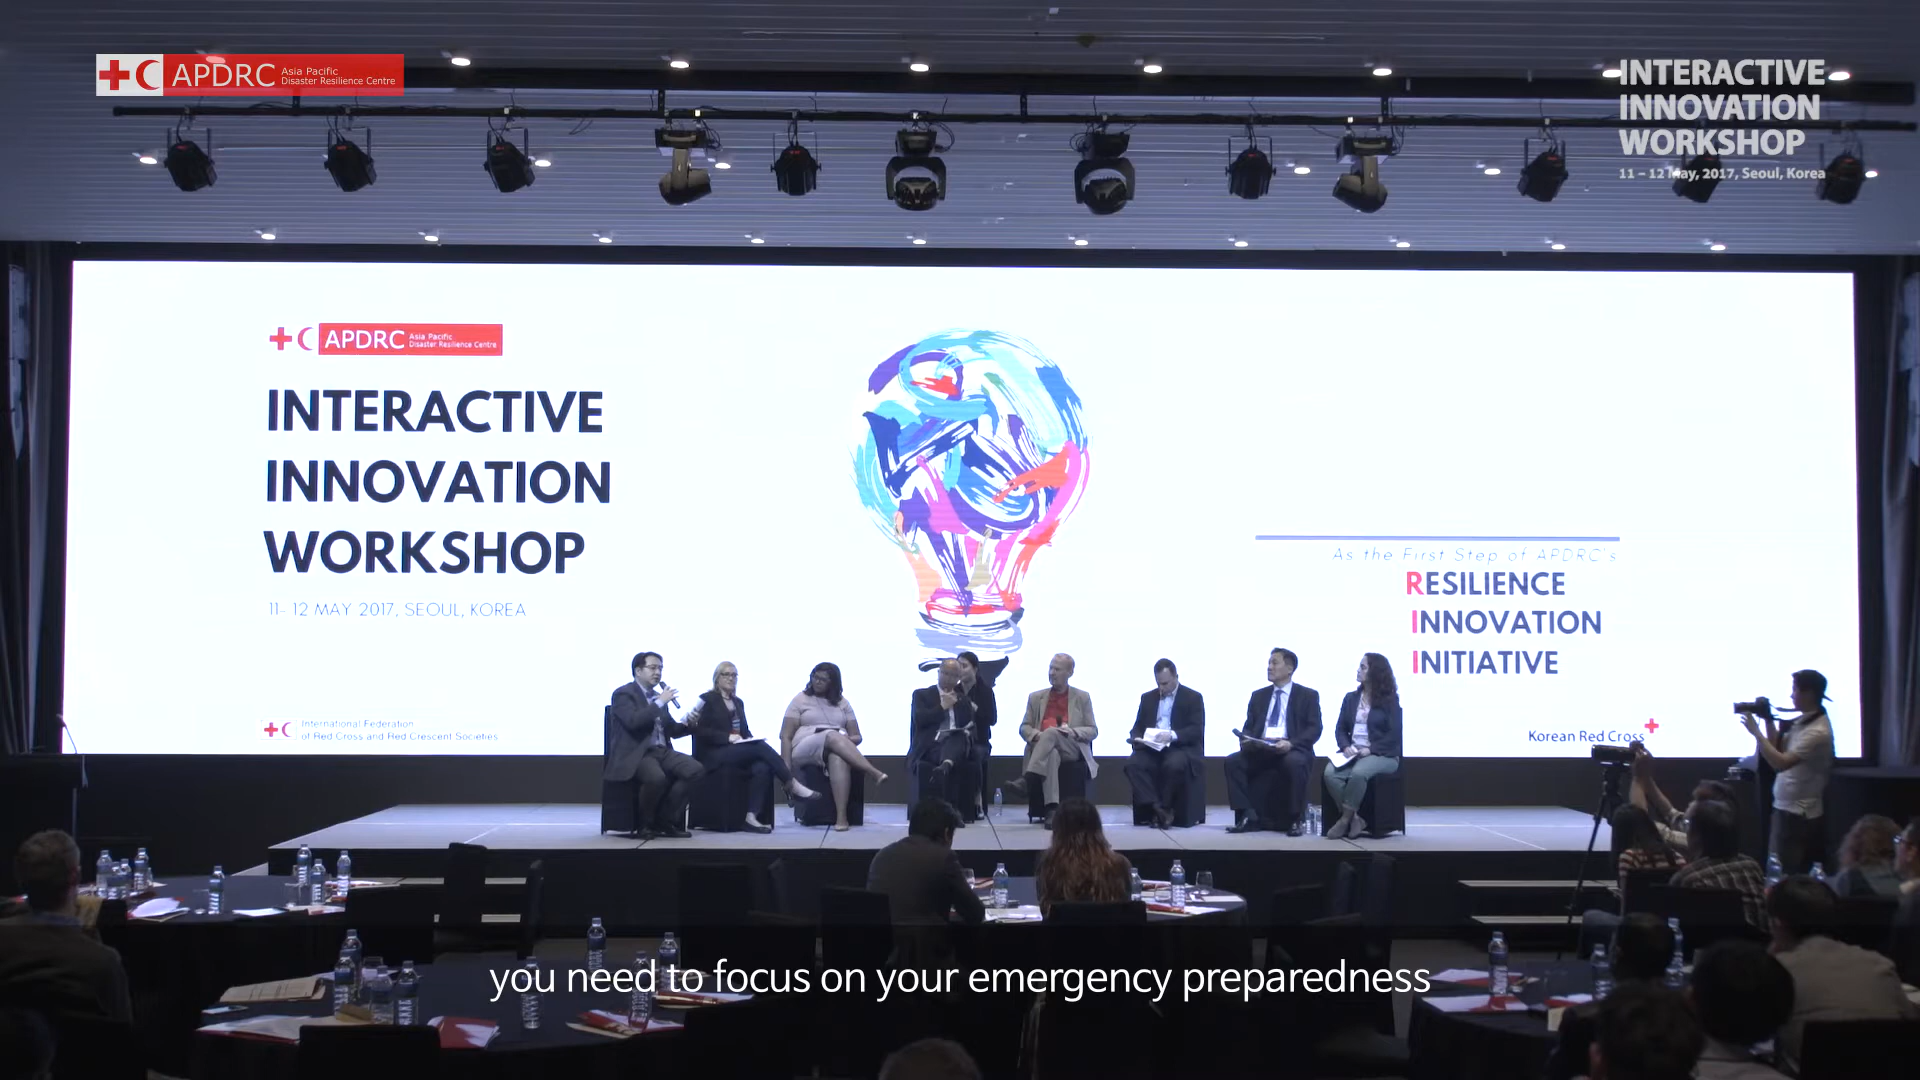 APDRC Asia Pacific
Disaster Resilience Centre
INTERACTIVE
INNOVATION
WORKSHOP
11 – 12 May, 2017, Seoul, Korea
APDRC Asia Pacific
Disaster Resilience Centre
INTERACTIVE
INNOVATION
WORKSHOP
11- 12 MAY 2017, SEOUL, KOREA
As the First Step of APDRC's
RESILIENCE
INNOVATION
INITIATIVE
International Federation
of Red Cross and Red Crescent Societies
Korean Red Cross
you need to focus on your emergency preparedness